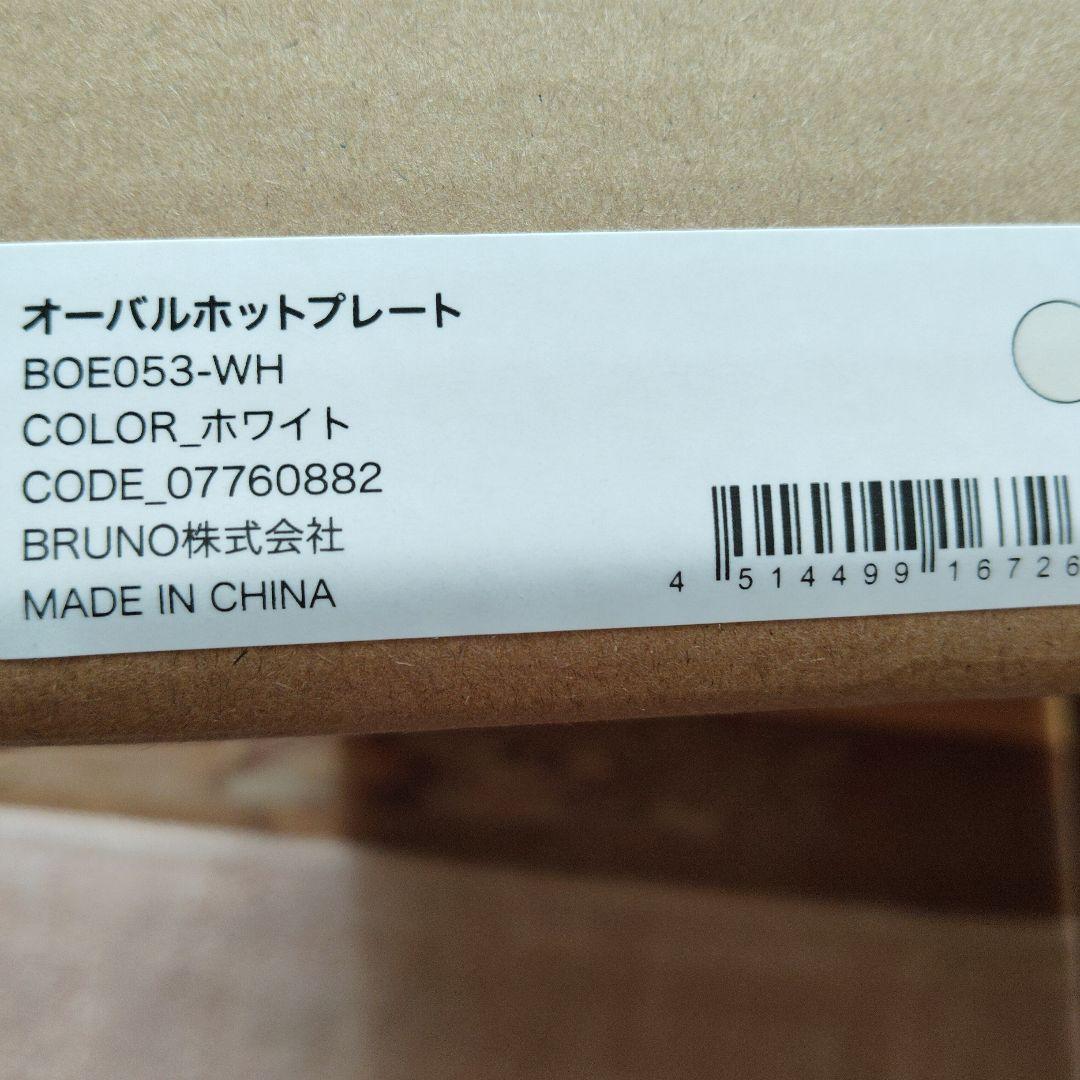 オーバルホットプレート
BOE053-WH
COLOR_ホワイト
CODE_07760882
BRUNO株式会社
MADE IN CHINA
4 514499 16726